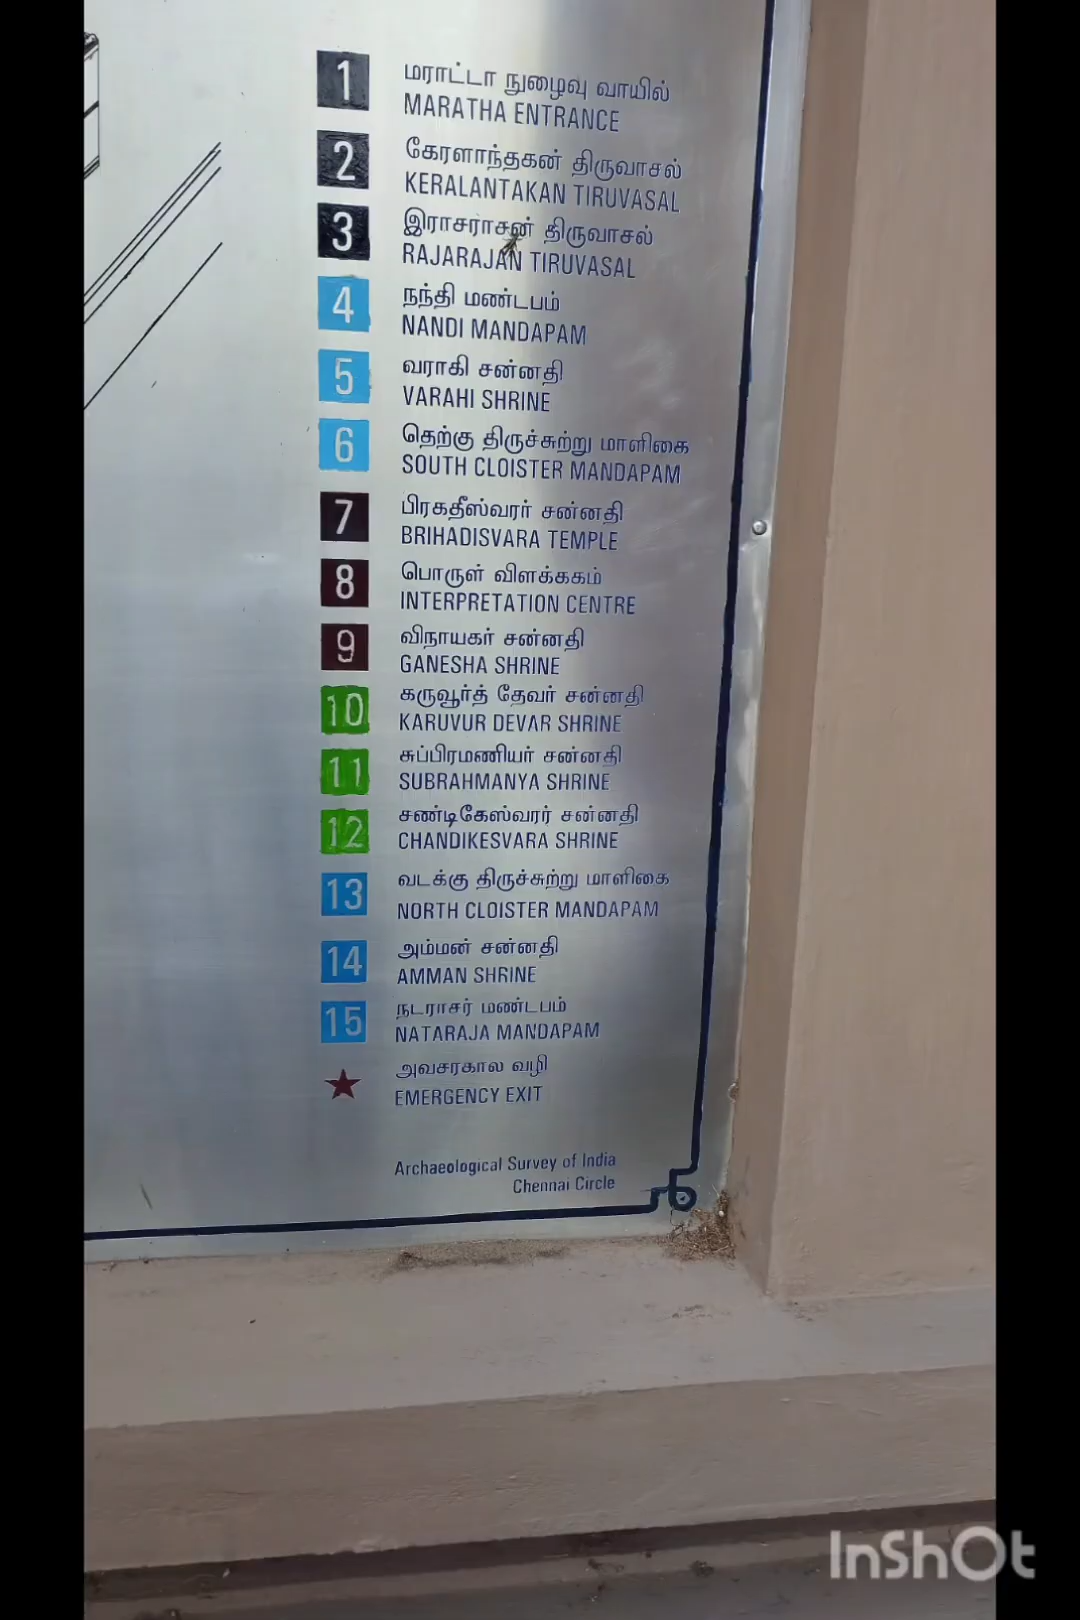 1 மராட்டா நுழைவு வாயில்
MARATHA ENTRANCE
2 கேரளாந்தகன் திருவாசல்
KERALANTAKAN TIRUVASAL
3 இராசராசன் திருவாசல்
RAJARAJAN TIRUVASAL
4 நந்தி மண்டபம்
NANDI MANDAPAM
5 வராகி சன்னதி
VARAHI SHRINE
6 தெற்கு திருச்சுற்று மாளிகை
SOUTH CLOISTER MANDAPAM
7 பிரகதீஸ்வரர் சன்னதி
BRIHADISVARA TEMPLE
8 பொருள் விளக்ககம்
INTERPRETATION CENTRE
9 விநாயகர் சன்னதி
GANESHA SHRINE
10 கருவூர்த் தேவர் சன்னதி
KARUVUR DEVAR SHRINE
11 சுப்பிரமணியர் சன்னதி
SUBRAHMANYA SHRINE
12 சண்டிகேஸ்வரர் சன்னதி
CHANDIKESVARA SHRINE
13 வடக்கு திருச்சுற்று மாளிகை
NORTH CLOISTER MANDAPAM
14 அம்மன் சன்னதி
AMMAN SHRINE
15 நடராசர் மண்டபம்
NATARAJA MANDAPAM
அவசரகால வழி
EMERGENCY EXIT
Archaeological Survey of India
Chennai Circle
InShOt